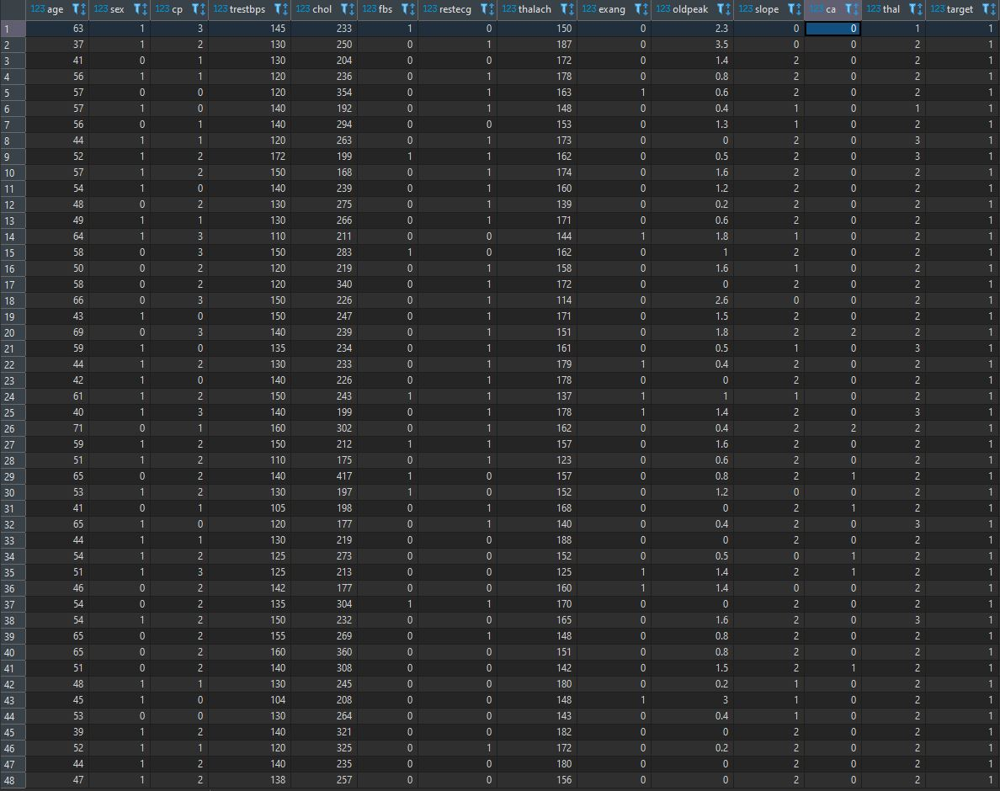 123 age 123 sex 123 cp 123 trestbps 123 chol 123 fbs 123 restecg 123 thalach 123 exang 123 oldpeak 123 slope 123 ca 123 thal 123 target
1 63 1 3 145 233 1 0 150 0 2.3 0 0 1 1
2 37 1 2 130 250 0 1 187 0 3.5 0 0 2 1
3 41 0 1 130 204 0 0 172 0 1.4 2 0 2 1
4 56 1 1 120 236 0 1 178 0 0.8 2 0 2 1
5 57 0 0 120 354 0 1 163 1 0.6 2 0 2 1
6 57 1 0 140 192 0 1 148 0 0.4 1 0 1 1
7 56 0 1 140 294 0 0 153 0 1.3 1 0 2 1
8 44 1 1 120 263 0 1 173 0 0 2 0 3 1
9 52 1 2 172 199 1 1 162 0 0.5 2 0 3 1
10 57 1 2 150 168 0 1 174 0 1.6 2 0 2 1
11 54 1 0 140 239 0 1 160 0 1.2 2 0 2 1
12 48 0 2 130 275 0 1 139 0 0.2 2 0 2 1
13 49 1 1 130 266 0 1 171 0 0.6 2 0 2 1
14 64 1 3 110 211 0 0 144 1 1.8 1 0 2 1
15 58 0 3 150 283 1 0 162 0 1 2 0 2 1
16 50 0 2 120 219 0 1 158 0 1.6 1 0 2 1
17 58 0 2 120 340 0 1 172 0 0 2 0 2 1
18 66 0 3 150 226 0 1 114 0 2.6 0 0 2 1
19 43 1 0 150 247 0 1 171 0 1.5 2 0 2 1
20 69 0 3 140 239 0 1 151 0 1.8 2 2 2 1
21 59 1 0 135 234 0 1 161 0 0.5 1 0 3 1
22 44 1 2 130 233 0 1 179 1 0.4 2 0 2 1
23 42 1 0 140 226 0 1 178 0 0 2 0 2 1
24 61 1 2 150 243 1 1 137 1 1 1 0 2 1
25 40 1 3 140 199 0 1 178 1 1.4 2 0 3 1
26 71 0 1 160 302 0 1 162 0 0.4 2 2 2 1
27 59 1 2 150 212 1 1 157 0 1.6 2 0 2 1
28 51 1 2 110 175 0 1 123 0 0.6 2 0 2 1
29 65 0 2 140 417 1 0 157 0 0.8 2 1 2 1
30 53 1 2 130 197 1 0 152 0 1.2 0 0 2 1
31 41 0 1 105 198 0 1 168 0 0 2 1 2 1
32 65 1 0 120 177 0 1 140 0 0.4 2 0 3 1
33 44 1 1 130 219 0 0 188 0 0 2 0 2 1
34 54 1 2 125 273 0 0 152 0 0.5 0 1 2 1
35 51 1 3 125 213 0 0 125 1 1.4 2 1 2 1
36 46 0 2 142 177 0 0 160 1 1.4 0 0 2 1
37 54 0 2 135 304 1 1 170 0 0 2 0 2 1
38 54 1 2 150 232 0 0 165 0 1.6 2 0 3 1
39 65 0 2 155 269 0 1 148 0 0.8 2 0 2 1
40 65 0 2 160 360 0 0 151 0 0.8 2 0 2 1
41 51 0 2 140 308 0 0 142 0 1.5 2 1 2 1
42 48 1 1 130 245 0 0 180 0 0.2 1 0 2 1
43 45 1 0 104 208 0 0 148 1 3 1 0 2 1
44 53 0 0 130 264 0 0 143 0 0.4 1 0 2 1
45 39 1 2 140 321 0 0 182 0 0 2 0 2 1
46 52 1 1 120 325 0 1 172 0 0.2 2 0 2 1
47 44 1 2 140 235 0 0 180 0 0 2 0 2 1
48 47 1 2 138 257 0 0 156 0 0 2 0 2 1